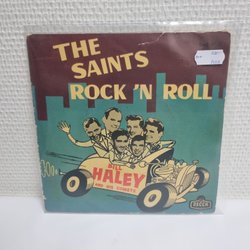 THE
SAINTS
ROCK 'N ROLL
BILL
HALEY
AND HIS COMETS
DECCA